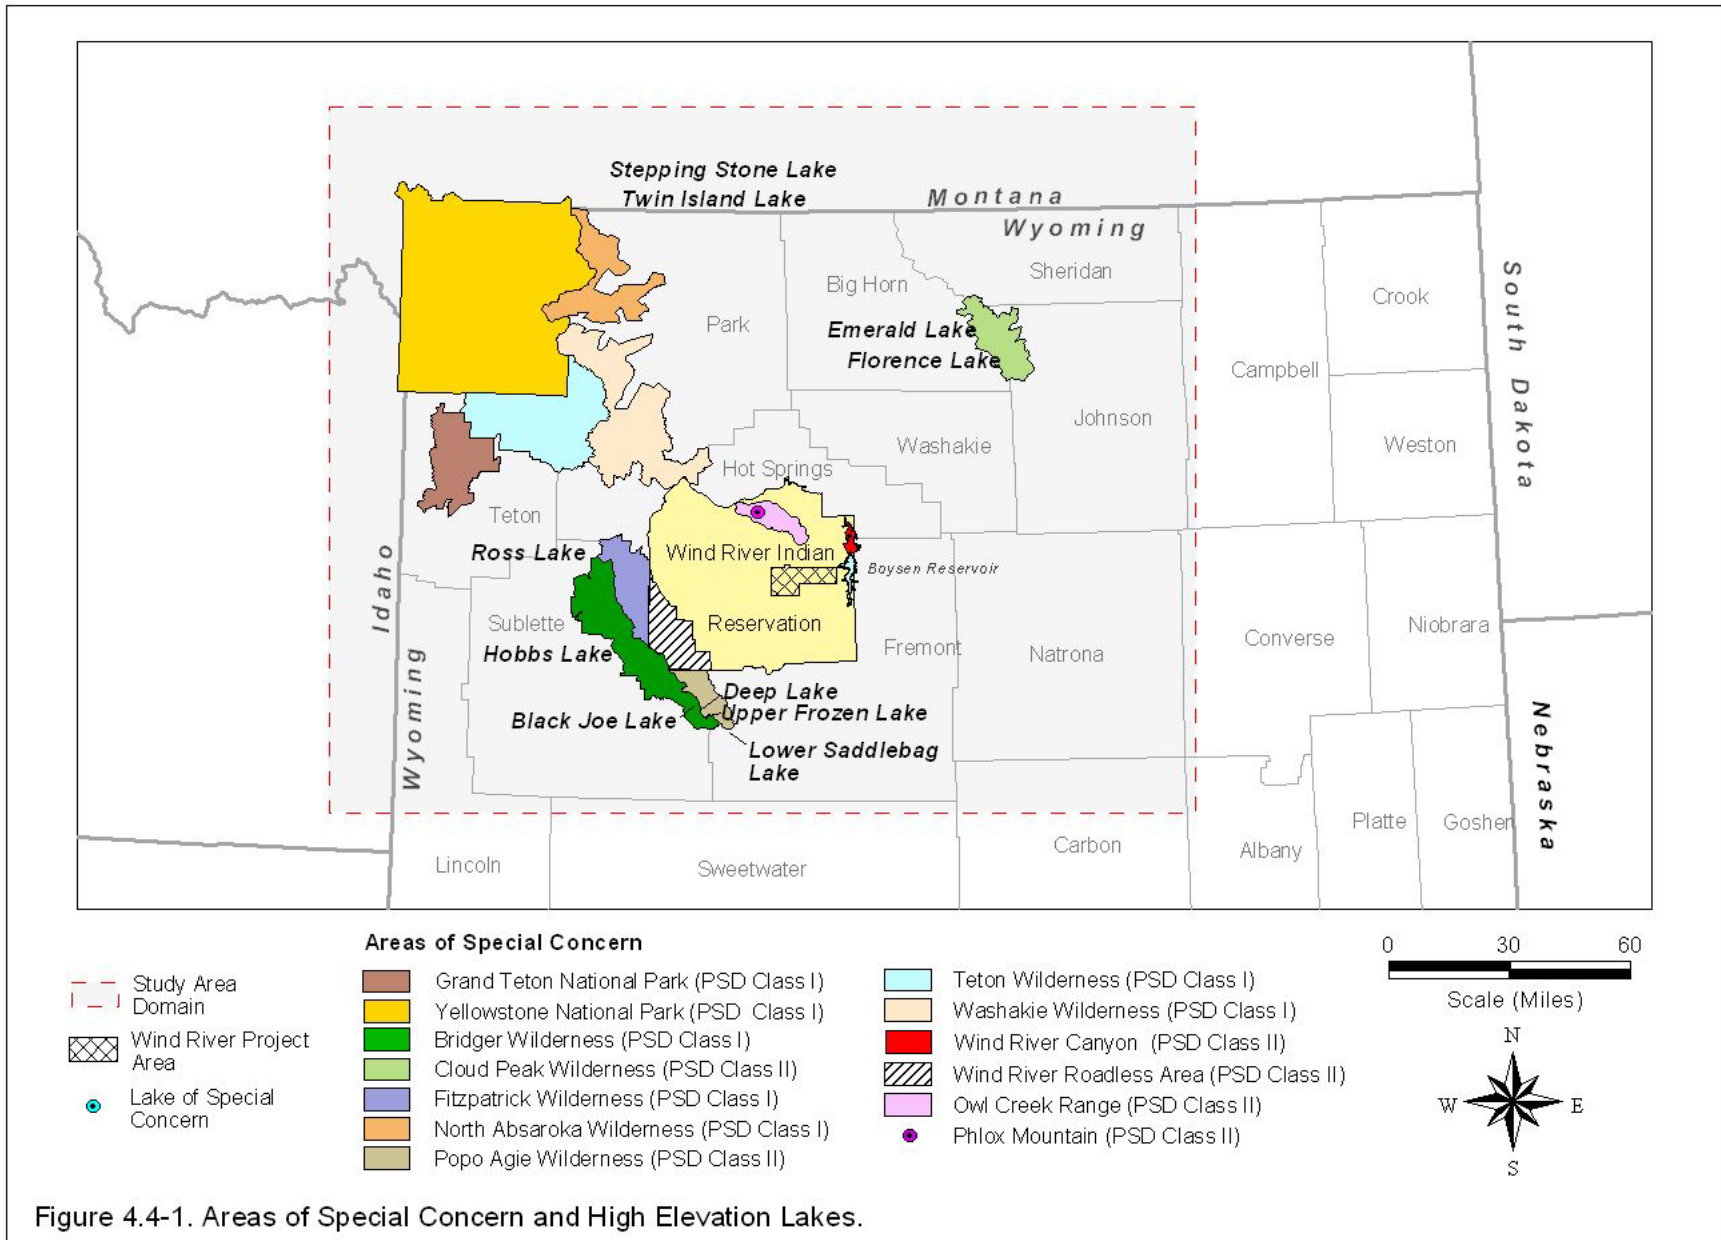 Stepping Stone Lake
Twin Island Lake
Montana
Wyoming
Sheridan
Big Horn
Crook
South Dakota
Park
Emerald Lake
Florence Lake
Campbell
Johnson
Washakie
Weston
Hot Springs
Teton
Idaho
Ross Lake
Wind River Indian
Boysen Reservoir
Sublette
Reservation
Niobrara
Converse
Hobbs Lake
Fremont
Natrona
Wyoming
Deep Lake
Upper Frozen Lake
Black Joe Lake
Lower Saddlebag
Lake
Nebraska
Platte
Goshen
Carbon
Albany
Lincoln
Sweetwater
Areas of Special Concern
Study Area
Domain
Wind River Project
Area
Lake of Special
Concern
Grand Teton National Park (PSD Class I)
Yellowstone National Park (PSD Class I)
Bridger Wilderness (PSD Class I)
Cloud Peak Wilderness (PSD Class II)
Fitzpatrick Wilderness (PSD Class I)
North Absaroka Wilderness (PSD Class I)
Popo Agie Wilderness (PSD Class II)
Teton Wilderness (PSD Class I)
Washakie Wilderness (PSD Class I)
Wind River Canyon (PSD Class II)
Wind River Roadless Area (PSD Class II)
Owl Creek Range (PSD Class II)
Phlox Mountain (PSD Class II)
0 30 60
Scale (Miles)
N
W E
S
Figure 4.4-1. Areas of Special Concern and High Elevation Lakes.